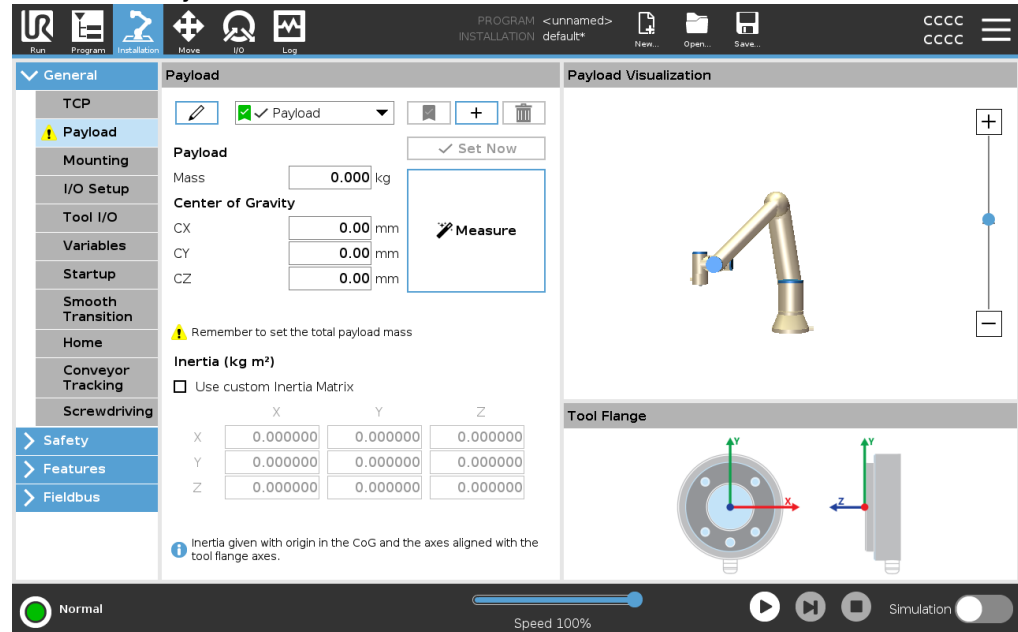 UR
Run
Program
Installation
Move
I/O
Log
PROGRAM <unnamed>
INSTALLATION default*
New...
Open...
Save...
CCCC
CCCC
General
TCP
Payload
Mounting
I/O Setup
Tool I/O
Variables
Startup
Smooth
Transition
Home
Conveyor
Tracking
Screwdriving
Safety
Features
Fieldbus
Payload
Payload
Set Now
Payload
Mass 0.000 kg
Center of Gravity
CX 0.00 mm
CY 0.00 mm
CZ 0.00 mm
Measure
Remember to set the total payload mass
Inertia (kg m²)
Use custom Inertia Matrix
X Y Z
X 0.000000 0.000000 0.000000
Y 0.000000 0.000000 0.000000
Z 0.000000 0.000000 0.000000
Inertia given with origin in the CoG and the axes aligned with the
tool flange axes.
Payload Visualization
Tool Flange
Y
X
Y
Z
Normal
Speed 100%
Simulation